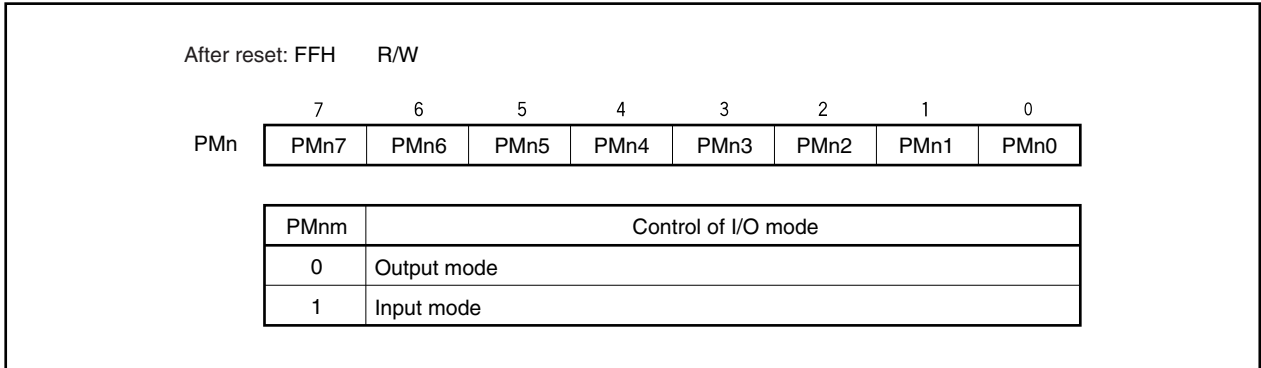 After reset: FFH R/W
7 6 5 4 3 2 1 0
PMn PMn7 PMn6 PMn5 PMn4 PMn3 PMn2 PMn1 PMn0
PMnm Control of I/O mode
0 Output mode
1 Input mode